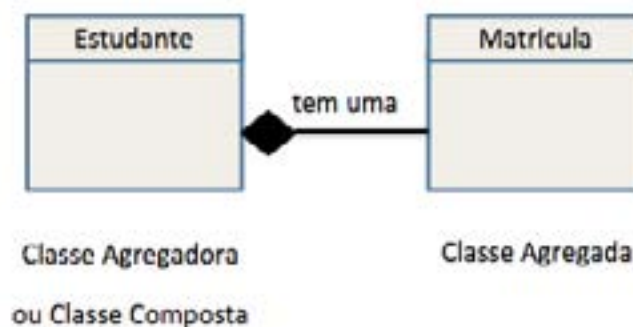 Estudante
Matricula
tem uma
Classe Agregadora
ou Classe Composta
Classe Agregada